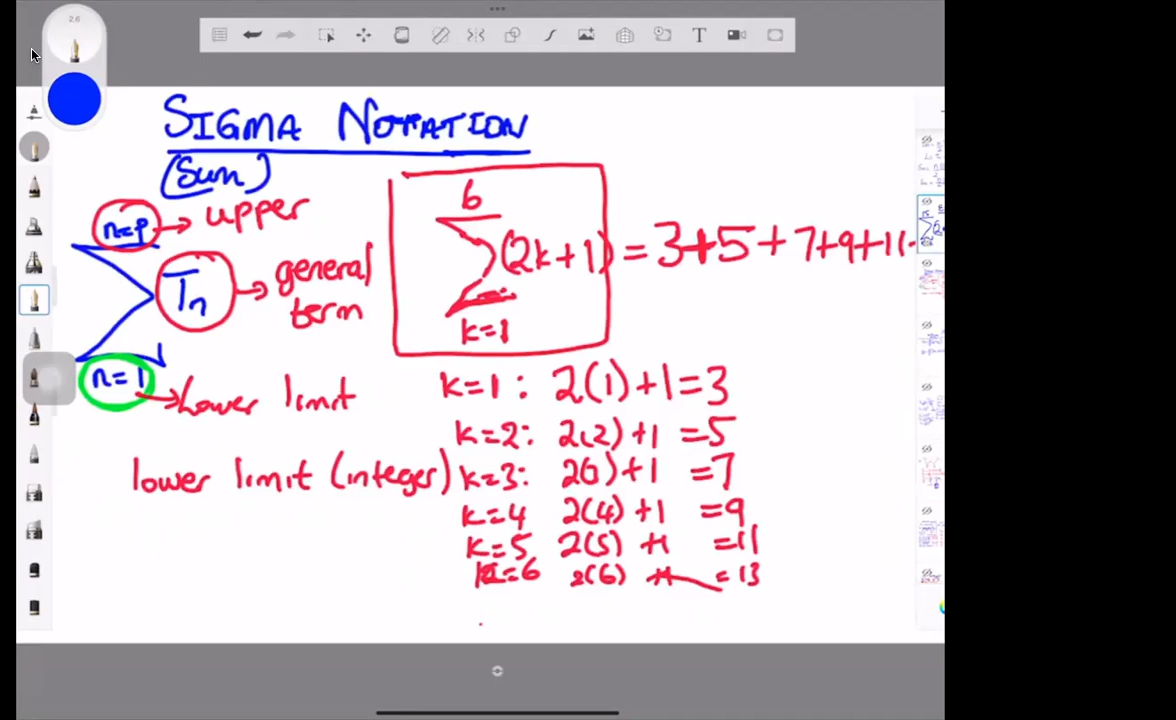 2.6
T
SIGMA NOTATION
(Sum)
n=p → upper
Tn → general term
n=1 → Lower limit
lower limit (integer)
6
Σ(2k+1) = 3+5+7+9+11
k=1
k=1: 2(1)+1=3
k=2: 2(2)+1=5
k=3: 2( )+1=7
k=4 2(4)+1=9
k=5 2(5)+1=11
k=6 2(6)+1=13